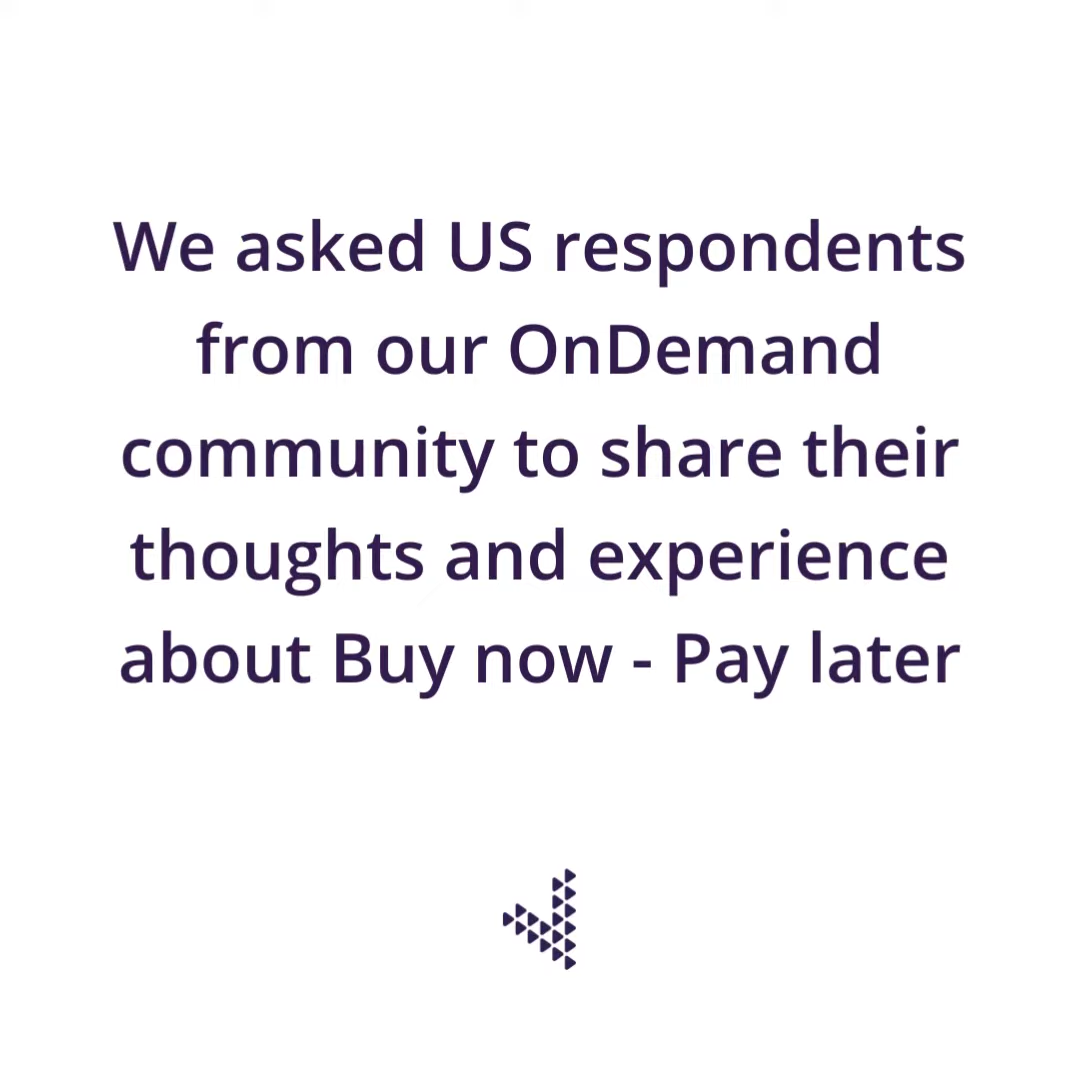 We asked US respondents
from our OnDemand
community to share their
thoughts and experience
about Buy now - Pay later